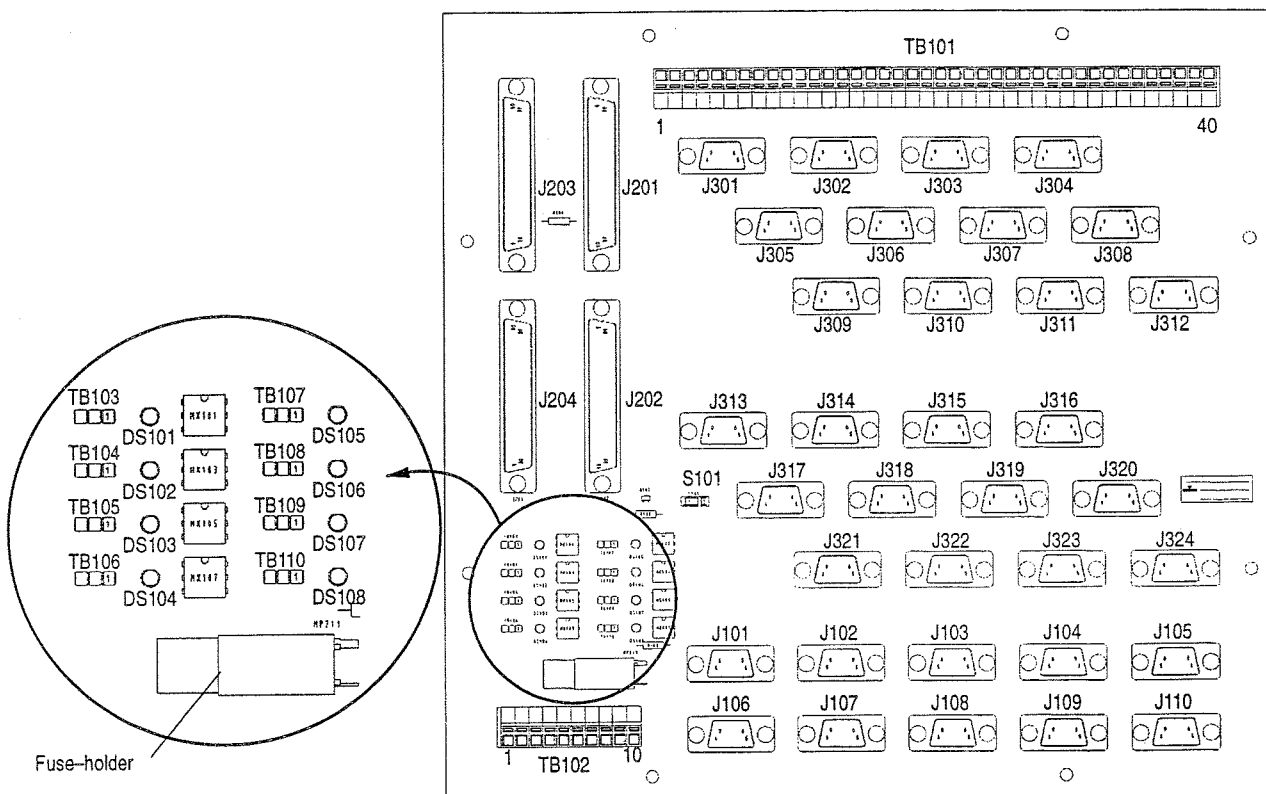 TB101
1 40
J301 J302 J303 J304
J203 J201
J305 J306 J307 J308
J309 J310 J311 J312
J204 J202
J313 J314 J315 J316
S101
J317 J318 J319 J320
J321 J322 J323 J324
J101 J102 J103 J104 J105
J106 J107 J108 J109 J110
1 10
TB102
TB103 TB107
DS101 DS105
TB104 TB108
DS102 DS106
TB105 TB109
DS103 DS107
TB106 TB110
DS104 DS108
MP211
Fuse–holder